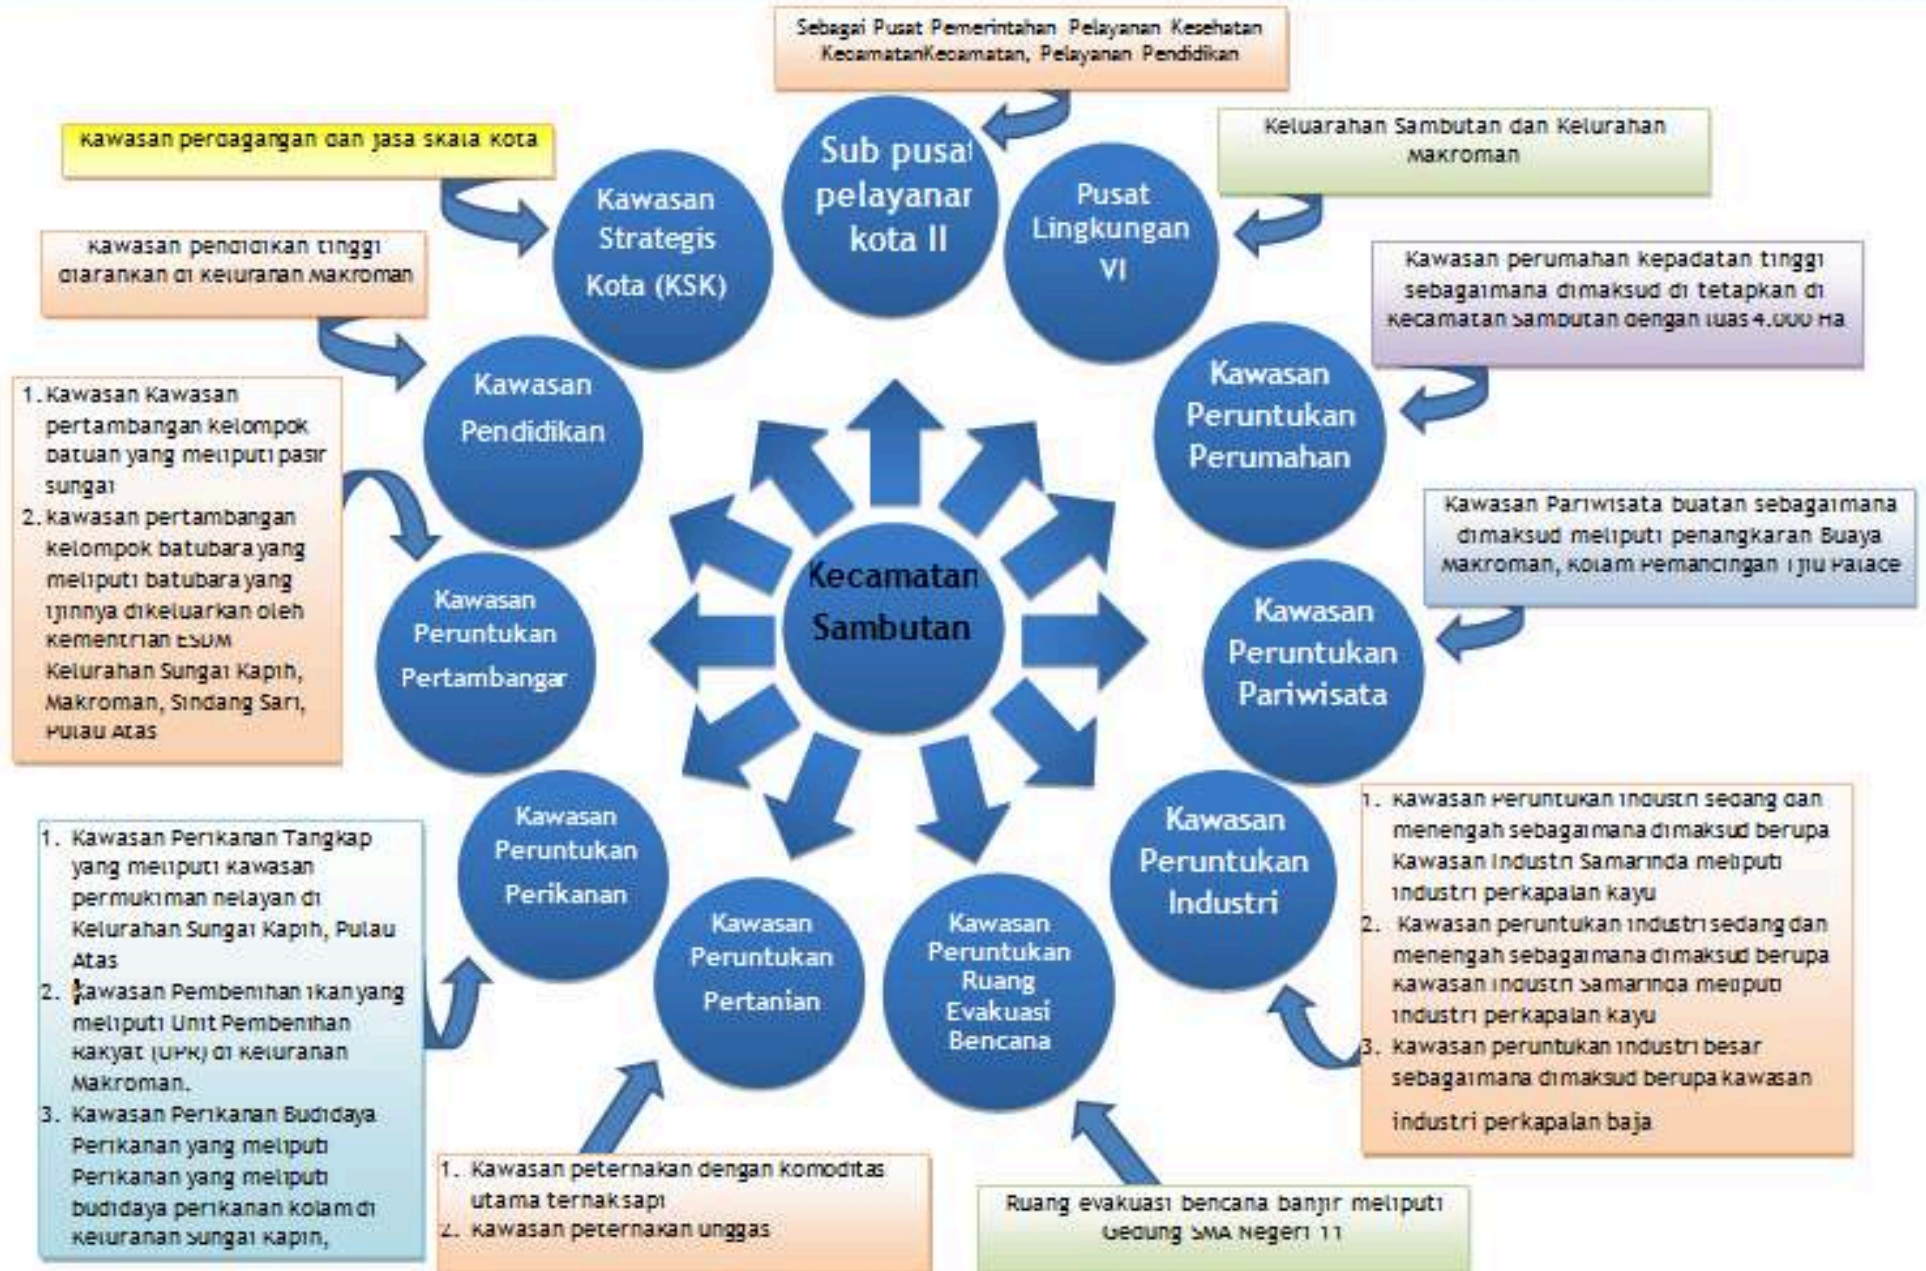 Sebagai Pusat Pemerintahan Pelayanan Kesehatan
KecamatanKecamatan, Pelayanan Pendidikan
Sub pusat
pelayanan
kota II
Kawasan perdagangan dan jasa skala kota
Kawasan
Strategis
Kota (KSK)
Keluarahan Sambutan dan Kelurahan
Makroman
Pusat
Lingkungan
VI
Kawasan pendidikan tinggi
diarahkan di Kelurahan Makroman
Kawasan
Pendidikan
Kawasan perumahan kepadatan tinggi
sebagaimana dimaksud di tetapkan di
Kecamatan Sambutan dengan luas 4.000 Ha
Kawasan
Peruntukan
Perumahan
1. Kawasan Kawasan
pertambangan kelompok
batuan yang meliputi pasir
sungai
2. kawasan pertambangan
kelompok batubara yang
meliputi batubara yang
ijinnya dikeluarkan oleh
Kementrian ESDM
Kelurahan Sungai Kapih,
Makroman, Sindang Sari,
Pulau Atas
Kawasan
Peruntukan
Pertambangan
Kawasan Pariwisata buatan sebagaimana
dimaksud meliputi penangkaran Buaya
Makroman, Kolam Pemancingan Tjiu Palace
Kawasan
Peruntukan
Pariwisata
Kecamatan
Sambutan
1. Kawasan Perikanan Tangkap
yang meliputi kawasan
permukiman nelayan di
Kelurahan Sungai Kapih, Pulau
Atas
2. Kawasan Pembenihan ikan yang
meliputi Unit Pembenihan
Rakyat (UPR) di Kelurahan
Makroman.
3. Kawasan Perikanan Budidaya
Perikanan yang meliputi
Perikanan yang meliputi
budidaya perikanan kolam di
Kelurahan Sungai Kapih,
Kawasan
Peruntukan
Perikanan
Kawasan
Peruntukan
Pertanian
1. Kawasan peternakan dengan komoditas
utama ternak sapi
2. Kawasan peternakan unggas
Kawasan
Peruntukan
Ruang
Evakuasi
Bencana
Ruang evakuasi bencana banjir meliputi
Gedung SMA Negeri 11
Kawasan
Peruntukan
Industri
1. Kawasan Peruntukan Industri sedang dan
menengah sebagaimana dimaksud berupa
Kawasan Industri Samarinda meliputi
industri perkapalan kayu
2. Kawasan peruntukan industri sedang dan
menengah sebagaimana dimaksud berupa
Kawasan Industri Samarinda meliputi
industri perkapalan kayu
3. kawasan peruntukan industri besar
sebagaimana dimaksud berupa kawasan
industri perkapalan baja